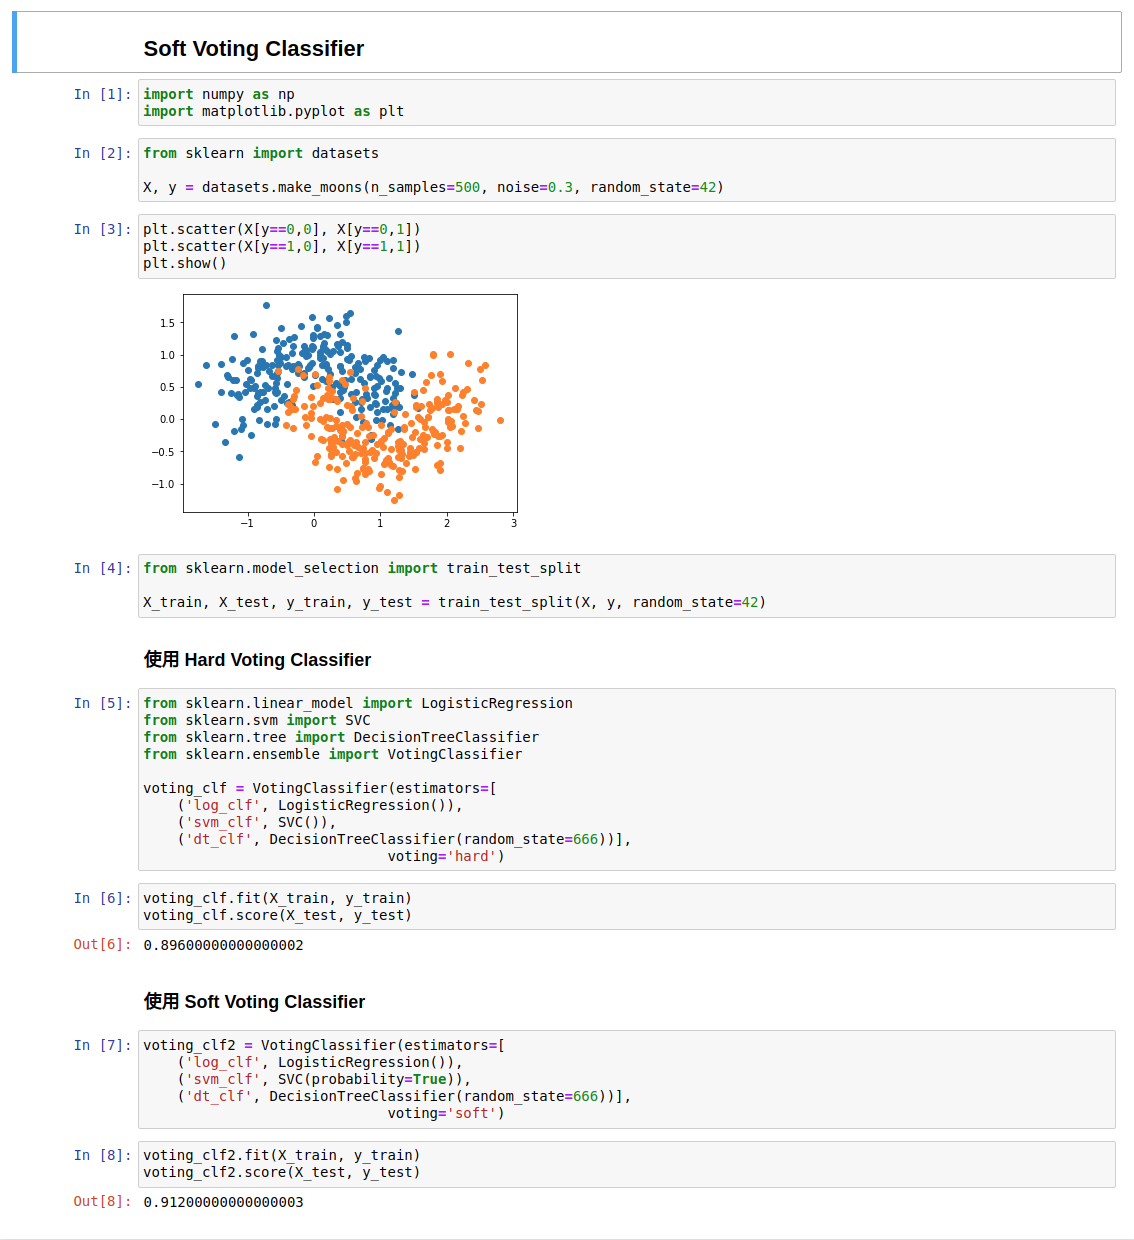 Soft Voting Classifier
In [1]: import numpy as np
import matplotlib.pyplot as plt
In [2]: from sklearn import datasets
X, y = datasets.make_moons(n_samples=500, noise=0.3, random_state=42)
In [3]: plt.scatter(X[y==0,0], X[y==0,1])
plt.scatter(X[y==1,0], X[y==1,1])
plt.show()
1.5
1.0
0.5
0.0
−0.5
−1.0
−1 0 1 2 3
In [4]: from sklearn.model_selection import train_test_split
X_train, X_test, y_train, y_test = train_test_split(X, y, random_state=42)
使用 Hard Voting Classifier
In [5]: from sklearn.linear_model import LogisticRegression
from sklearn.svm import SVC
from sklearn.tree import DecisionTreeClassifier
from sklearn.ensemble import VotingClassifier
voting_clf = VotingClassifier(estimators=[
('log_clf', LogisticRegression()),
('svm_clf', SVC()),
('dt_clf', DecisionTreeClassifier(random_state=666))],
voting='hard')
In [6]: voting_clf.fit(X_train, y_train)
voting_clf.score(X_test, y_test)
Out[6]: 0.89600000000000002
使用 Soft Voting Classifier
In [7]: voting_clf2 = VotingClassifier(estimators=[
('log_clf', LogisticRegression()),
('svm_clf', SVC(probability=True)),
('dt_clf', DecisionTreeClassifier(random_state=666))],
voting='soft')
In [8]: voting_clf2.fit(X_train, y_train)
voting_clf2.score(X_test, y_test)
Out[8]: 0.91200000000000003